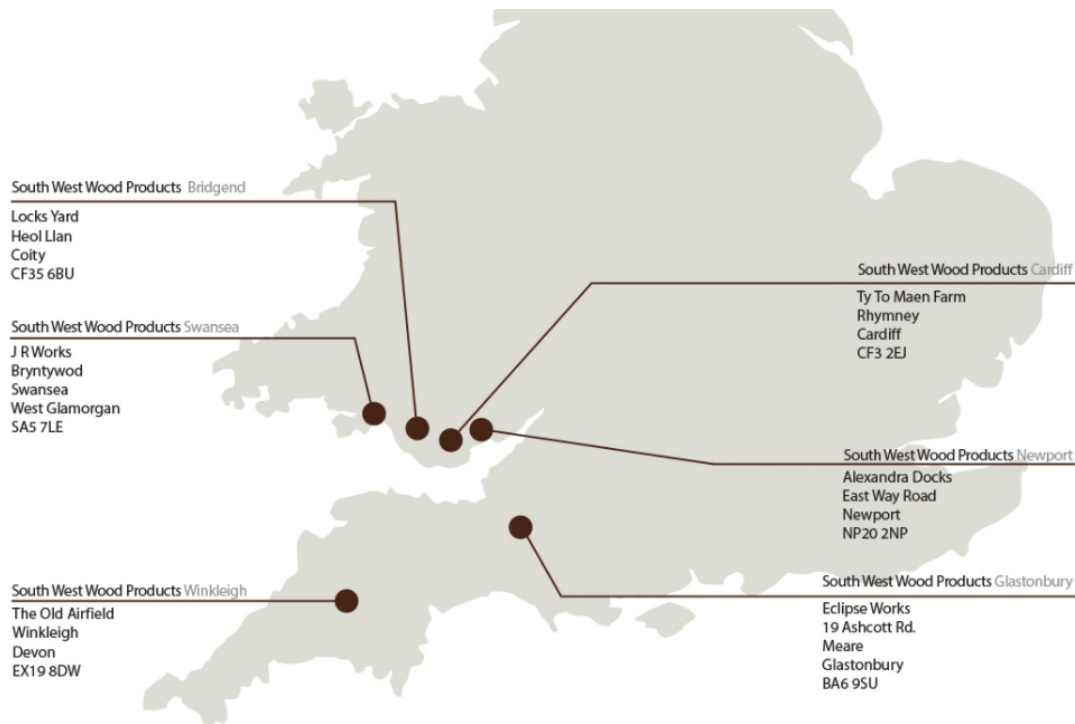 South West Wood Products Bridgend
Locks Yard
Heol Llan
Coity
CF35 6BU
South West Wood Products Swansea
J R Works
Bryntywod
Swansea
West Glamorgan
SA5 7LE
South West Wood Products Winkleigh
The Old Airfield
Winkleigh
Devon
EX19 8DW
South West Wood Products Cardiff
Ty To Maen Farm
Rhymney
Cardiff
CF3 2EJ
South West Wood Products Newport
Alexandra Docks
East Way Road
Newport
NP20 2NP
South West Wood Products Glastonbury
Eclipse Works
19 Ashcott Rd.
Meare
Glastonbury
BA6 9SU